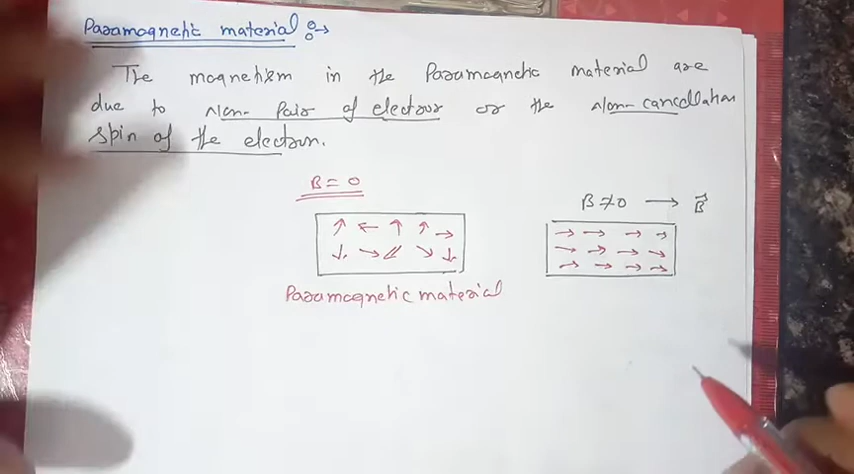 Paramagnetic material :→
The magnetism in the Paramagnetic material are
due to Non-Pair of electour or the Non-cancellation
spin of the electron.
B = 0
B ≠ 0 → B⃗
Paramagnetic material